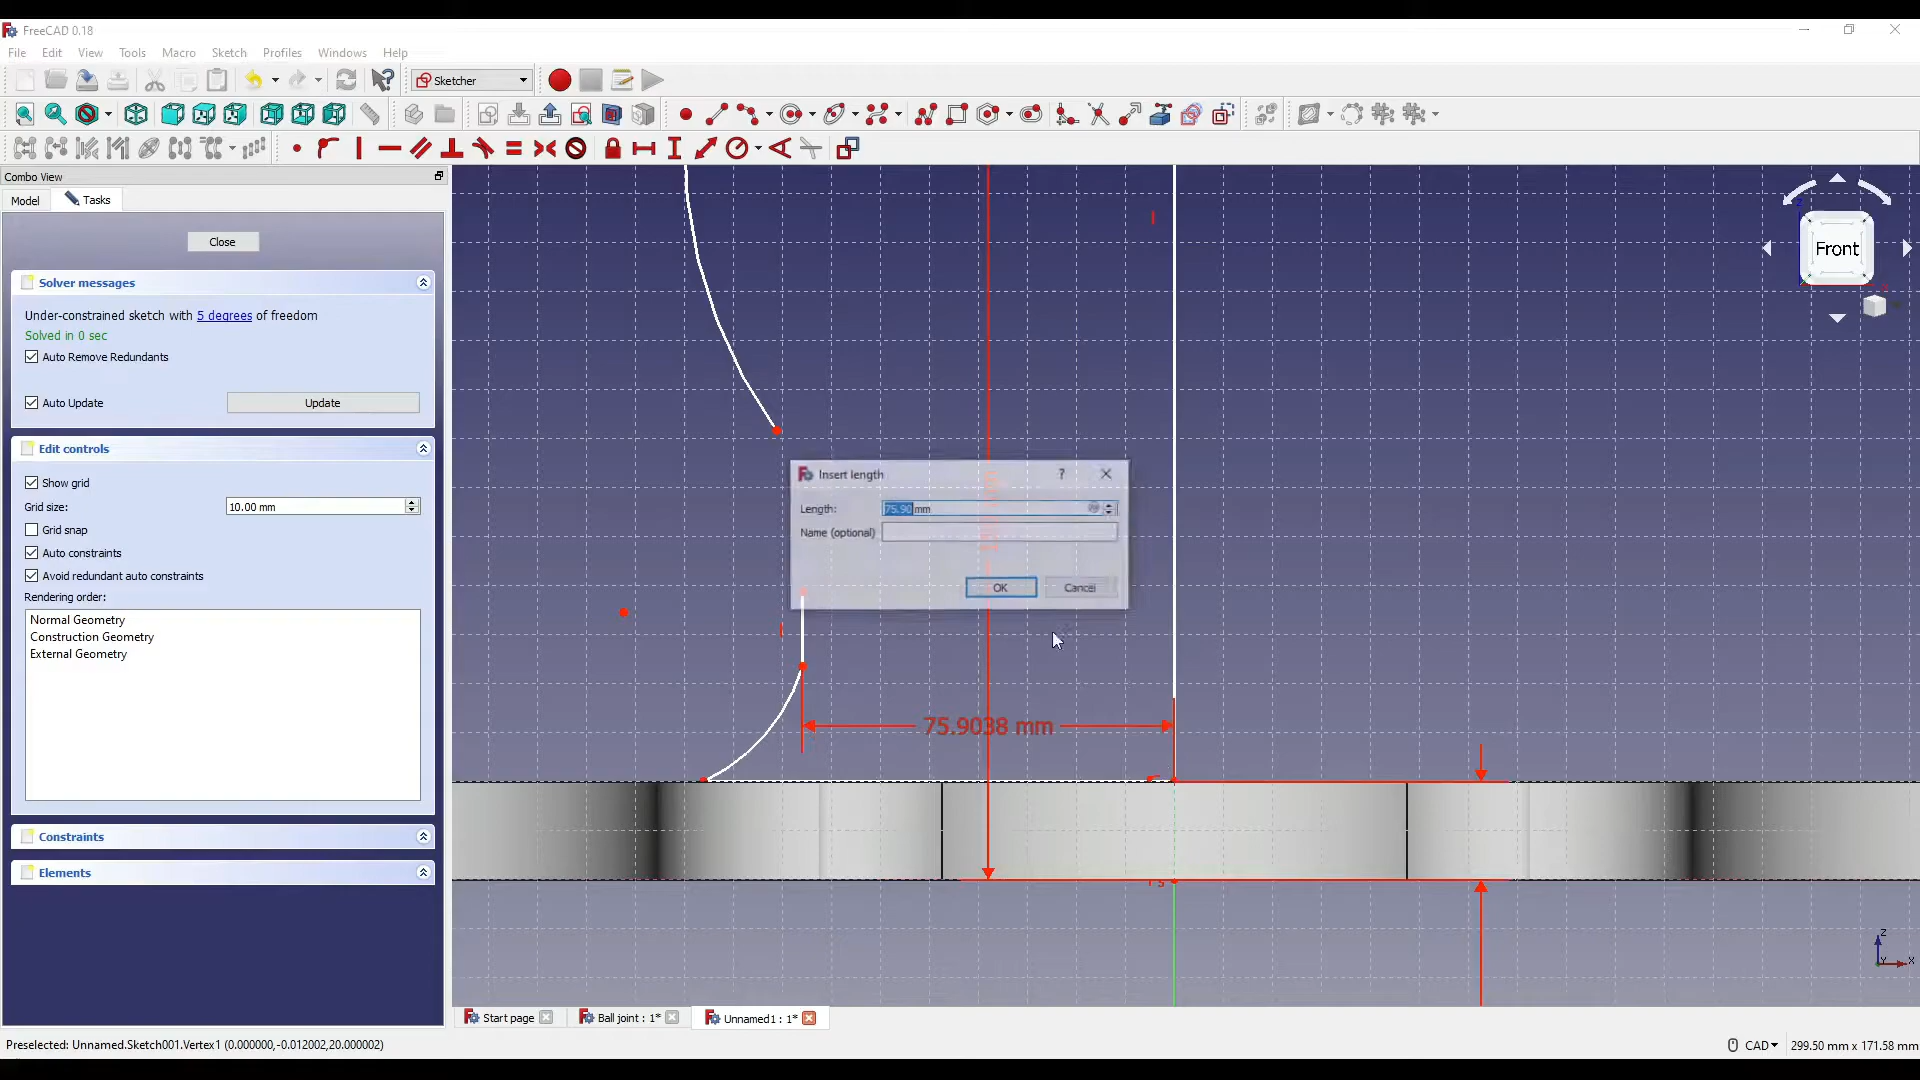 FreeCAD 0.18
File Edit View Tools Macro Sketch Profiles Windows Help
Sketcher
Combo View
Model Tasks
Close
Solver messages
Under-constrained sketch with 5 degrees of freedom
Solved in 0 sec
Auto Remove Redundants
Auto Update Update
Edit controls
Show grid
Grid size: 10.00 mm
Grid snap
Auto constraints
Avoid redundant auto constraints
Rendering order:
Normal Geometry
Construction Geometry
External Geometry
Constraints
Elements
Front
Insert length ?
Length: 75.90 mm
Name (optional)
OK Cancel
75.9038 mm
z
x
Start page Ball joint : 1* Unnamed1 : 1*
Preselected: Unnamed.Sketch001.Vertex1 (0.000000,-0.012002,20.000002)
CAD 299.50 mm x 171.58 mm